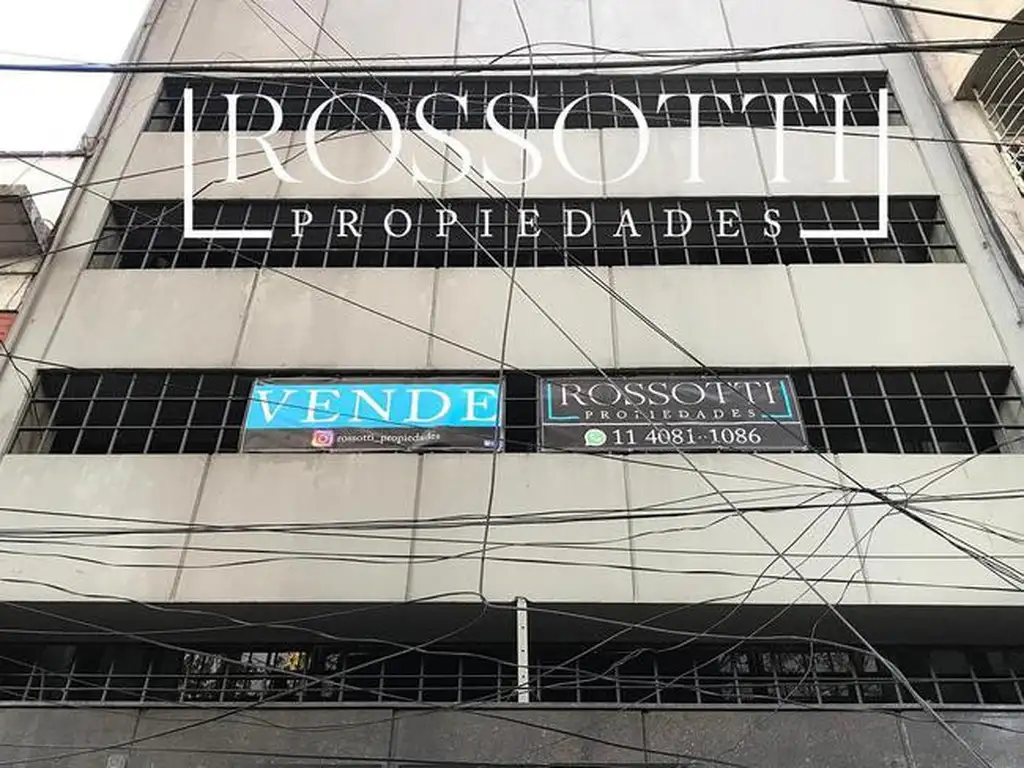 ROSSOTTI
PROPIEDADES
VENDE
rossotti_propiedades
ROSSOTTI
PROPIEDADES
11 4081-1086